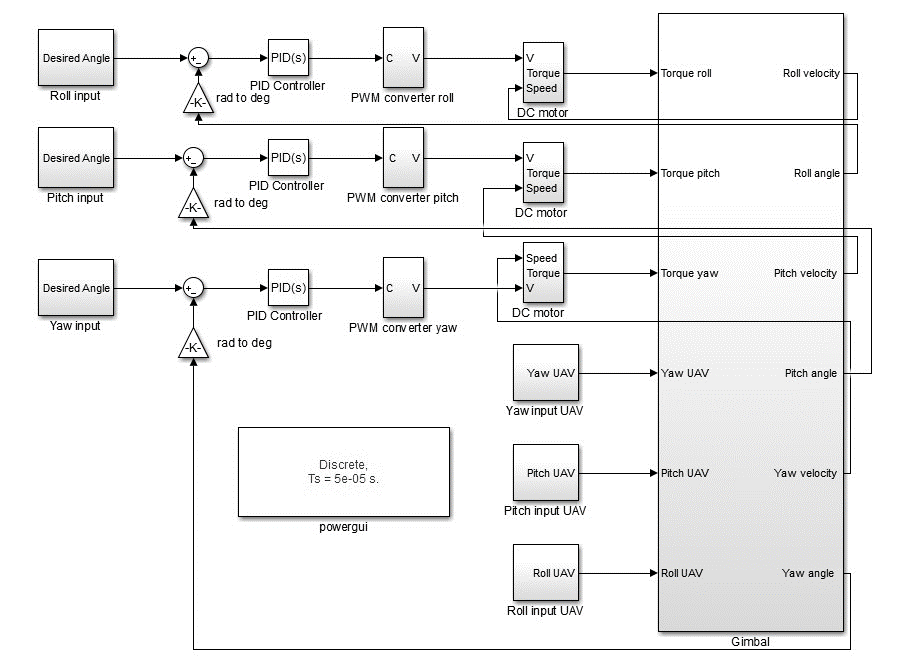 Desired Angle
Roll input
+
_
-K-
rad to deg
PID(s)
PID Controller
C V
PWM converter roll
V
Torque
Speed
DC motor
Desired Angle
Pitch input
+
_
-K-
rad to deg
PID(s)
PID Controller
C V
PWM converter pitch
V
Torque
Speed
DC motor
Desired Angle
Yaw input
+
_
-K-
rad to deg
PID(s)
PID Controller
C V
PWM converter yaw
Speed
Torque
V
DC motor
Yaw UAV
Yaw input UAV
Pitch UAV
Pitch input UAV
Roll UAV
Roll input UAV
Discrete,
Ts = 5e-05 s.
powergui
Torque roll
Torque pitch
Torque yaw
Yaw UAV
Pitch UAV
Roll UAV
Roll velocity
Roll angle
Pitch velocity
Pitch angle
Yaw velocity
Yaw angle
Gimbal